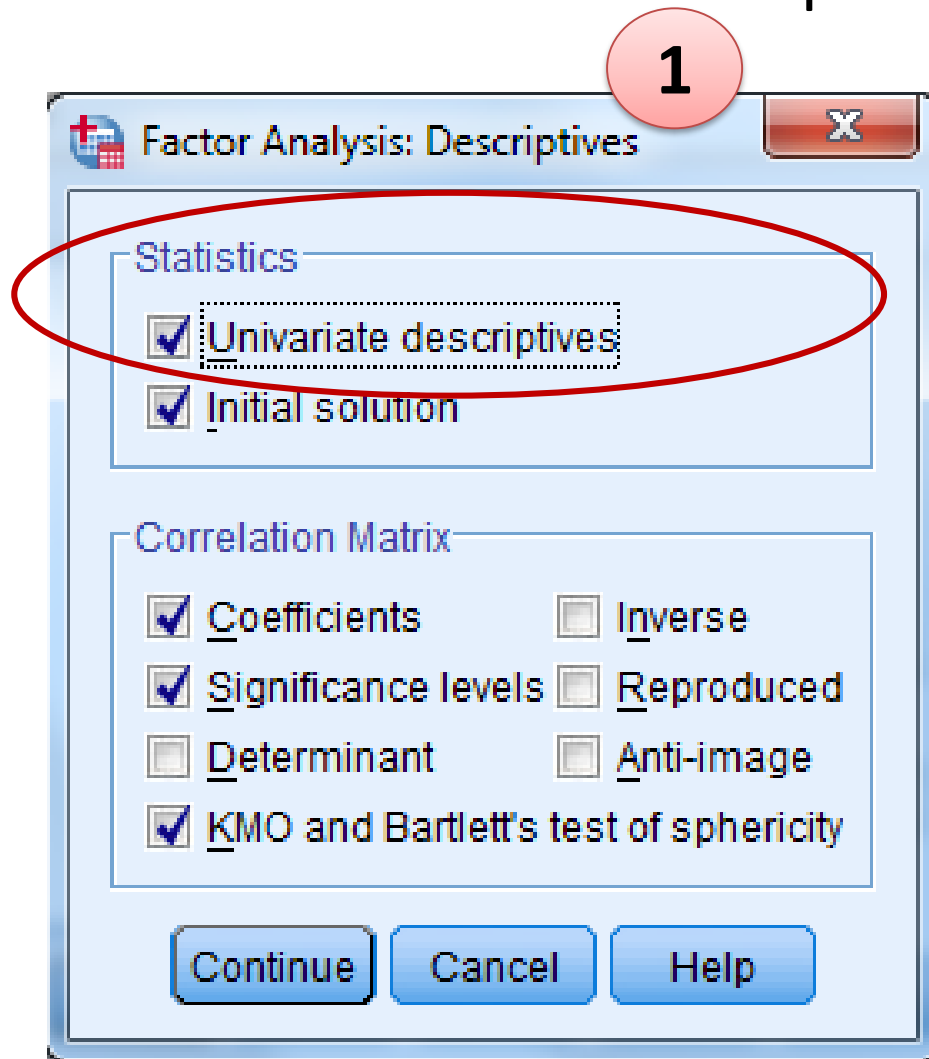 1
Factor Analysis: Descriptives
Statistics
Univariate descriptives
Initial solution
Correlation Matrix
Coefficients Inverse
Significance levels Reproduced
Determinant Anti-image
KMO and Bartlett's test of sphericity
Continue Cancel Help